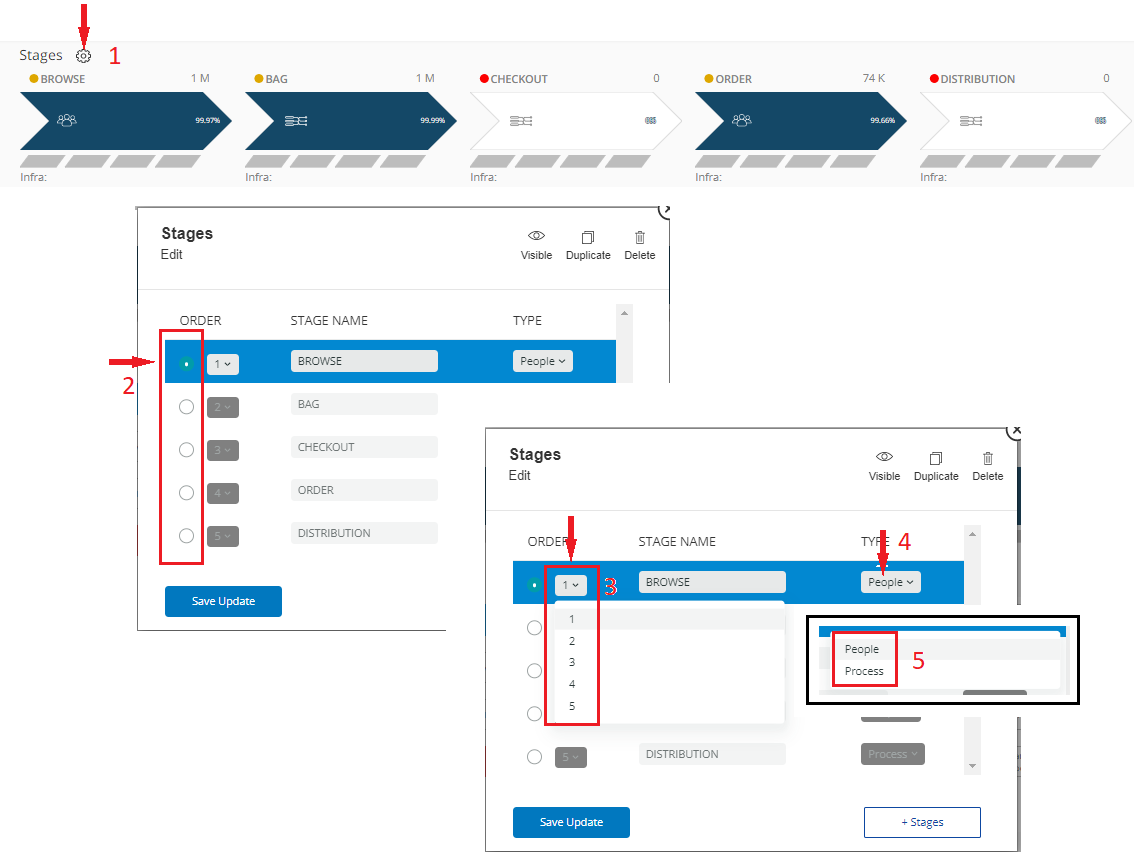 Stages 1
BROWSE 1 M BAG 1 M CHECKOUT 0 ORDER 74 K DISTRIBUTION 0
99.97% 99.99% 99.66%
Infra: Infra: Infra: Infra: Infra:
Stages
Edit
Visible Duplicate Delete
ORDER STAGE NAME TYPE
1 BROWSE People
2
2 BAG
3 CHECKOUT
4 ORDER
5 DISTRIBUTION
Save Update
Stages
Edit
Visible Duplicate Delete
ORDER STAGE NAME TYPE 4
1 3 BROWSE People
1
2
3
4
5
People
Process
5
5 DISTRIBUTION Process
Save Update + Stages